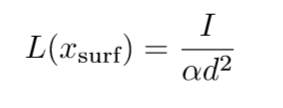 L(x_surf) = I / αd²